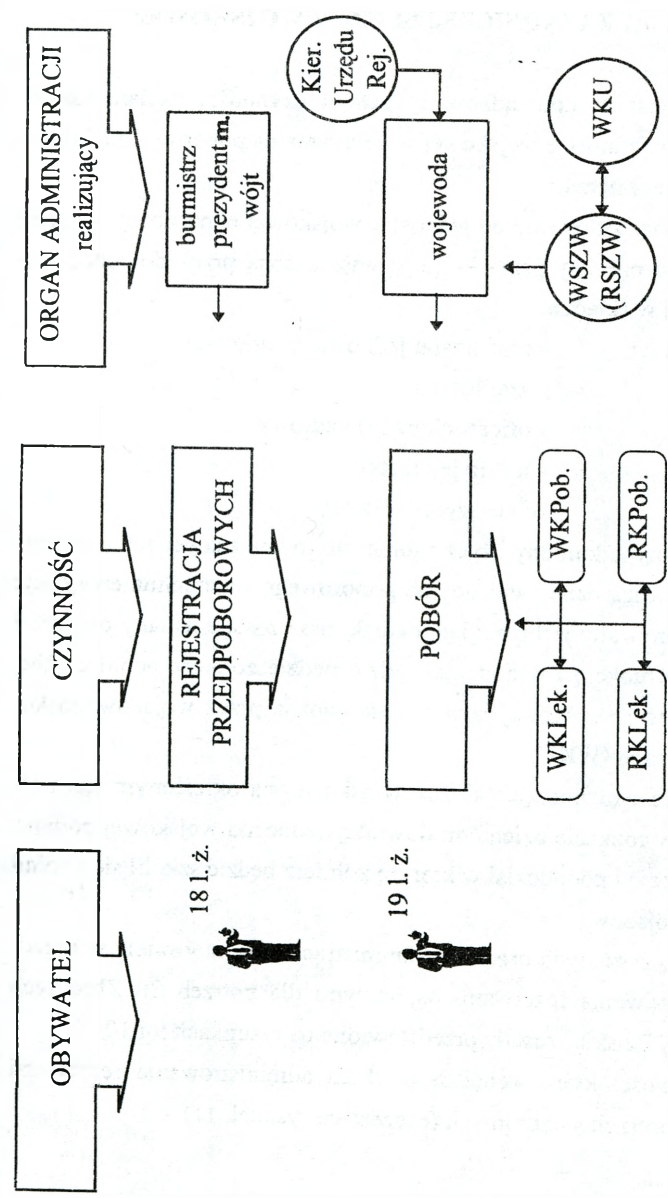 OBYWATEL
CZYNNOŚĆ
ORGAN ADMINISTRACJI
realizujący
18 l. ż.
REJESTRACJA
PRZEDPOBOROWYCH
burmistrz
prezydent m.
wójt
Kier.
Urzędu
Rej.
19 l. ż.
POBÓR
wojewoda
WKLek.
WKPob.
RKLek.
RKPob.
WSZW
(RSZW)
WKU